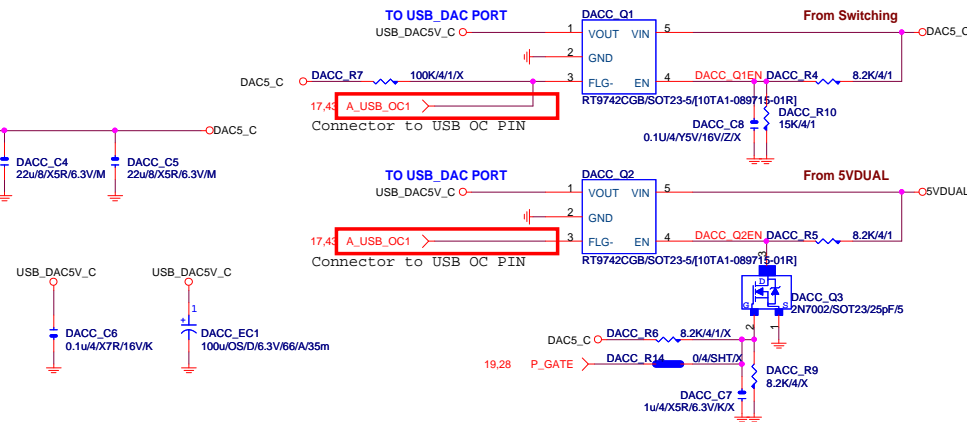 TO USB_DAC PORT
DACC_Q1
From Switching
USB_DAC5V_C
1
VOUT
VIN
5
DAC5_C
2
GND
DAC5_C
DACC_R7
100K/4/1/X
3
FLG-
EN
4
DACC_Q1EN
DACC_R4
8.2K/4/1
17,43
A_USB_OC1
RT9742CGB/SOT23-5/[10TA1-089715-01R]
Connector to USB OC PIN
DACC_C8
0.1U/4/Y5V/16V/Z/X
DACC_R10
15K/4/1
DAC5_C
DACC_C4
22u/8/X5R/6.3V/M
DACC_C5
22u/8/X5R/6.3V/M
TO USB_DAC PORT
DACC_Q2
From 5VDUAL
USB_DAC5V_C
1
VOUT
VIN
5
5VDUAL
2
GND
17,43
A_USB_OC1
3
FLG-
EN
4
DACC_Q2EN
DACC_R5
8.2K/4/1
RT9742CGB/SOT23-5/[10TA1-089715-01R]
Connector to USB OC PIN
USB_DAC5V_C
USB_DAC5V_C
3
D
G
S
DACC_Q3
2N7002/SOT23/25pF/5
2
1
DACC_C6
0.1u/4/X7R/16V/K
1
+
DACC_EC1
100u/OS/D/6.3V/66/A/35m
DAC5_C
DACC_R6
8.2K/4/1/X
19,28
P_GATE
DACC_R14
0/4/SHT/X
DACC_R9
8.2K/4/X
DACC_C7
1u/4/X5R/6.3V/K/X